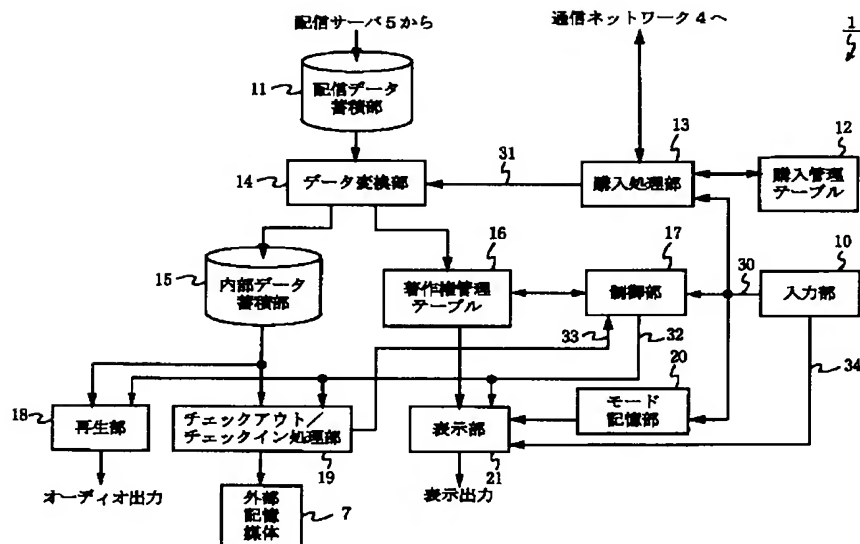 配信サーバ5から
通信ネットワーク4へ
1
11
配信データ
蓄積部
14
データ変換部
31
13
購入処理部
12
購入管理
テーブル
15
内部データ
蓄積部
16
著作権管理
テーブル
17
制御部
30
10
入力部
33
32
34
18
再生部
チェックアウト／
チェックイン処理部
19
20
モード
記憶部
表示部
21
オーディオ出力
外部
記憶
媒体
7
表示出力